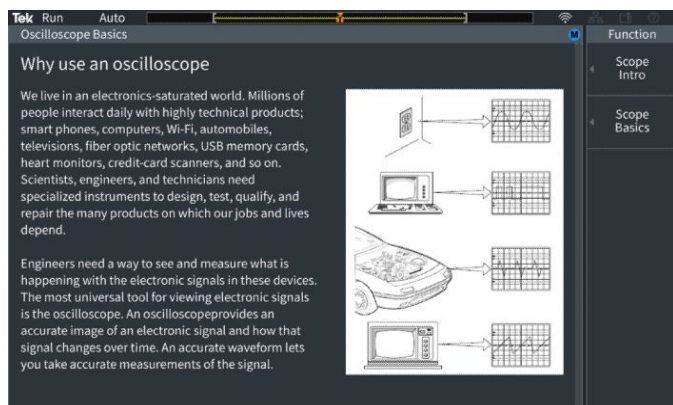 Tek Run Auto
Oscilloscope Basics
M
Function
Why use an oscilloscope
Scope
Intro
Scope
Basics
We live in an electronics-saturated world. Millions of
people interact daily with highly technical products;
smart phones, computers, Wi-Fi, automobiles,
televisions, fiber optic networks, USB memory cards,
heart monitors, credit-card scanners, and so on.
Scientists, engineers, and technicians need
specialized instruments to design, test, qualify, and
repair the many products on which our jobs and lives
depend.
Engineers need a way to see and measure what is
happening with the electronic signals in these devices.
The most universal tool for viewing electronic signals
is the oscilloscope. An oscilloscopeprovides an
accurate image of an electronic signal and how that
signal changes over time. An accurate waveform lets
you take accurate measurements of the signal.